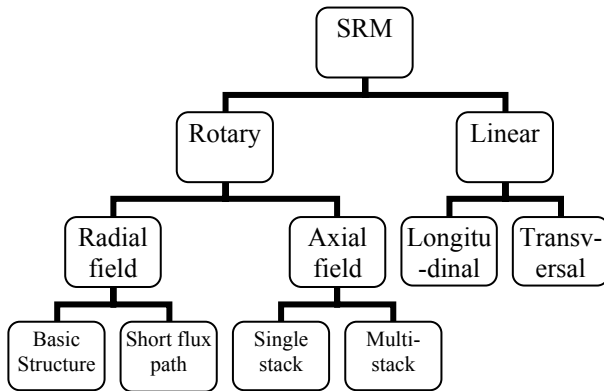 SRM
Rotary
Linear
Radial
field
Axial
field
Longitu
-dinal
Transv-
ersal
Basic
Structure
Short flux
path
Single
stack
Multi-
stack